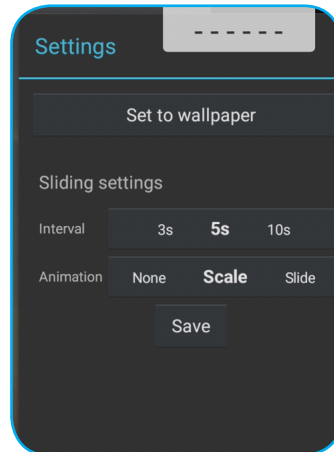 ------
Settings
Set to wallpaper
Sliding settings
Interval 3s 5s 10s
Animation None Scale Slide
Save